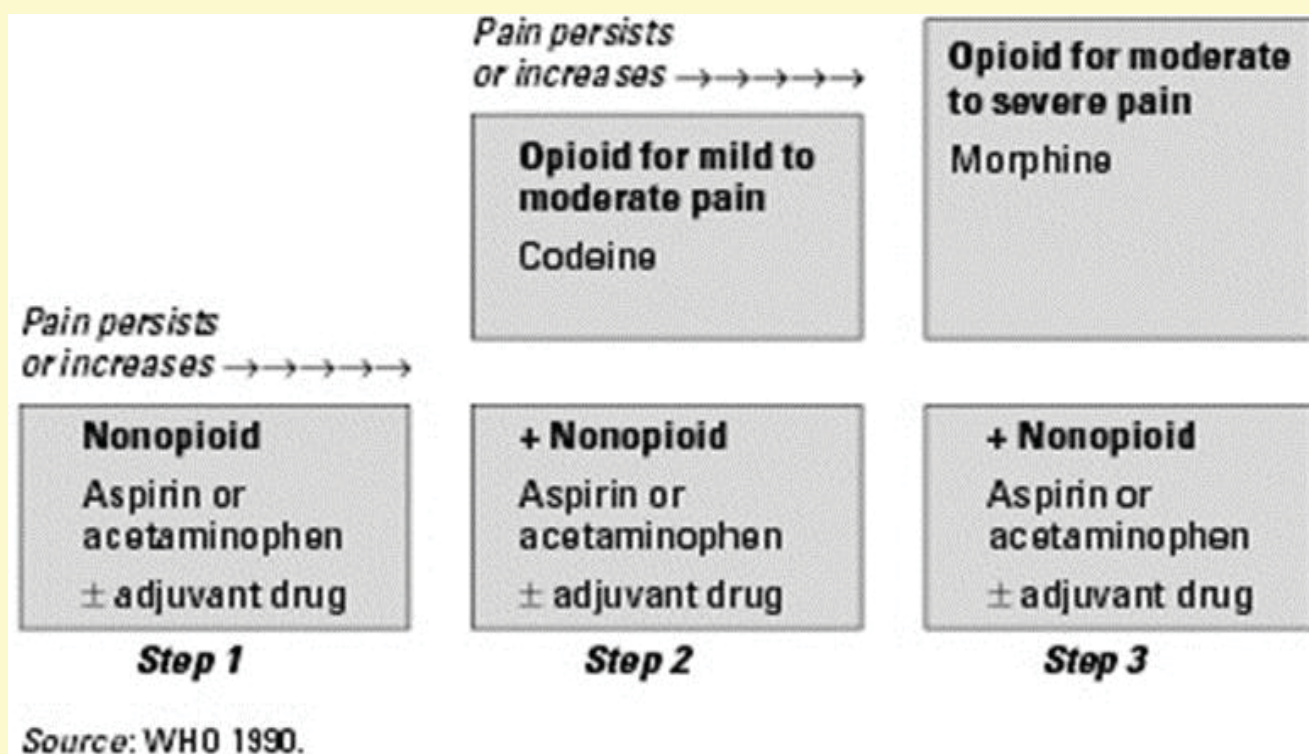 Pain persists
or increases →→→→→
Opioid for moderate
to severe pain
Morphine
Opioid for mild to
moderate pain
Codeine
Pain persists
or increases →→→→→
Nonopioid
Aspirin or
acetaminophen
± adjuvant drug
Step 1
+ Nonopioid
Aspirin or
acetaminophen
± adjuvant drug
Step 2
+ Nonopioid
Aspirin or
acetaminophen
± adjuvant drug
Step 3
Source: WHO 1990.